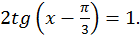 2tg (x − π/3) = 1.